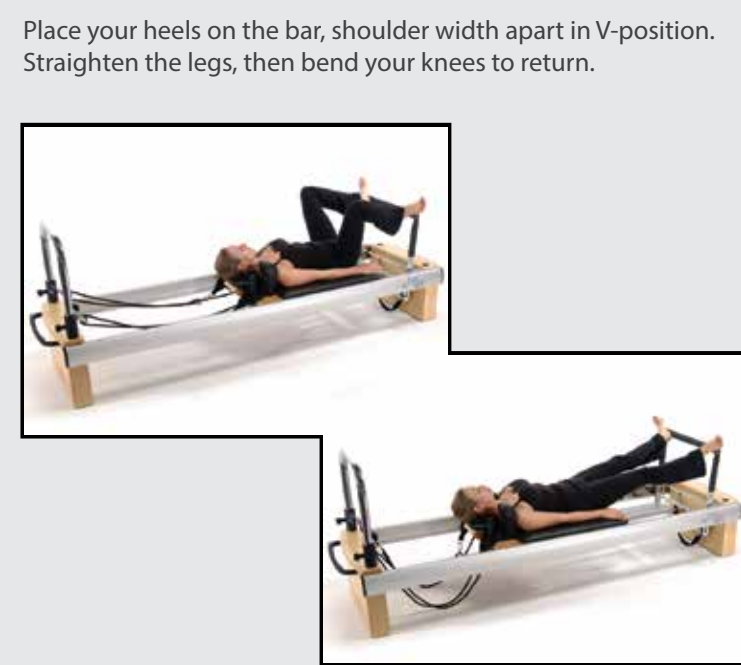 Place your heels on the bar, shoulder width apart in V-position.
Straighten the legs, then bend your knees to return.